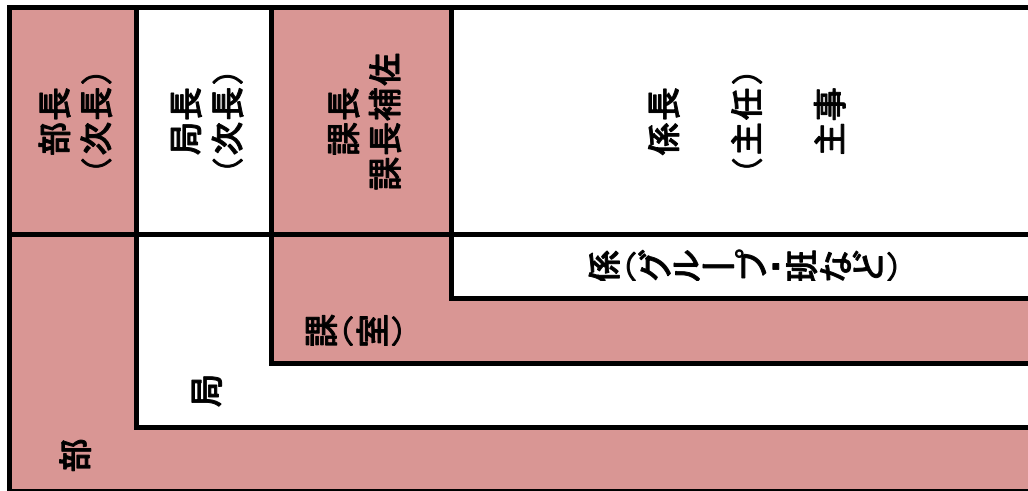 部長
(次長)
局長
(次長)
課長
課長補佐
係長
(主任)
主事
係(グループ・班など)
課(室)
局
部